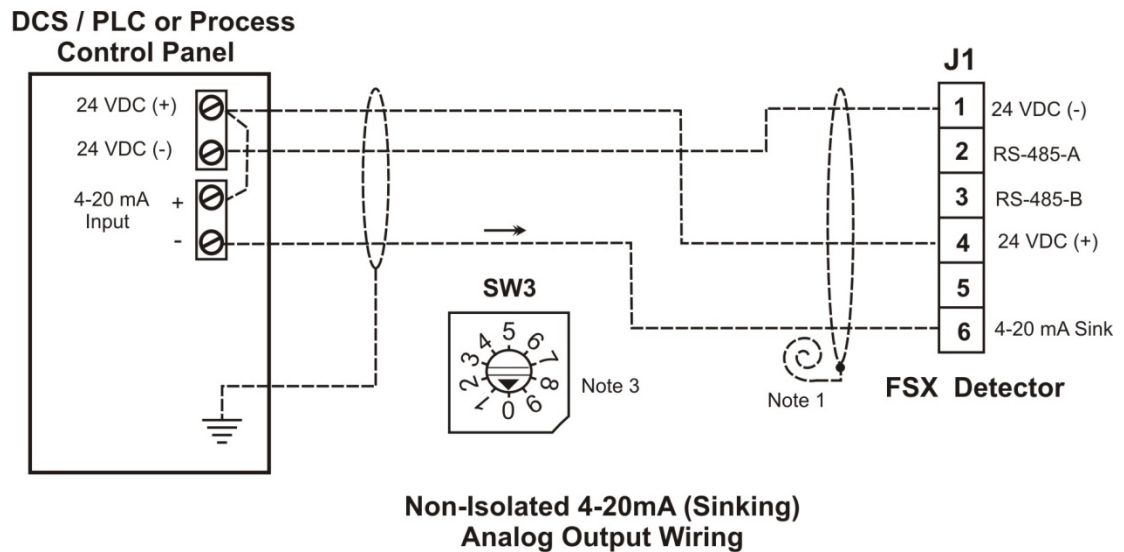 DCS / PLC or Process
Control Panel
24 VDC (+)
24 VDC (-)
4-20 mA
Input
+
-
SW3
0 1 2 3 4 5 6 7 8 9
Note 3
Note 1
J1
1 24 VDC (-)
2 RS-485-A
3 RS-485-B
4 24 VDC (+)
5
6 4-20 mA Sink
FSX Detector
Non-Isolated 4-20mA (Sinking)
Analog Output Wiring